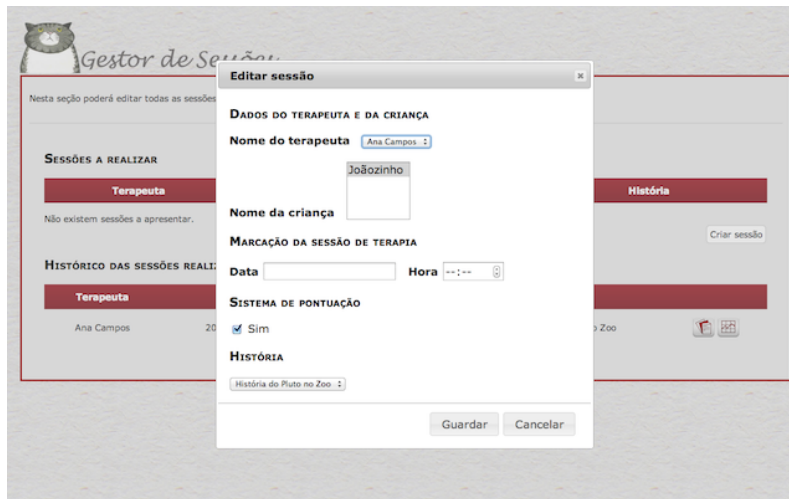 Gestor de Sessões
Editar sessão
Nesta seção poderá editar todas as sessões
DADOS DO TERAPEUTA E DA CRIANÇA
Nome do terapeuta Ana Campos
SESSÕES A REALIZAR
Joãozinho
Terapeuta História
Nome da criança
Não existem sessões a apresentar.
Criar sessão
MARCAÇÃO DA SESSÃO DE TERAPIA
HISTÓRICO DAS SESSÕES REALI
Data Hora --:--
Terapeuta
SISTEMA DE PONTUAÇÃO
Ana Campos 20 Sim Zoo
HISTÓRIA
História do Pluto no Zoo
Guardar Cancelar